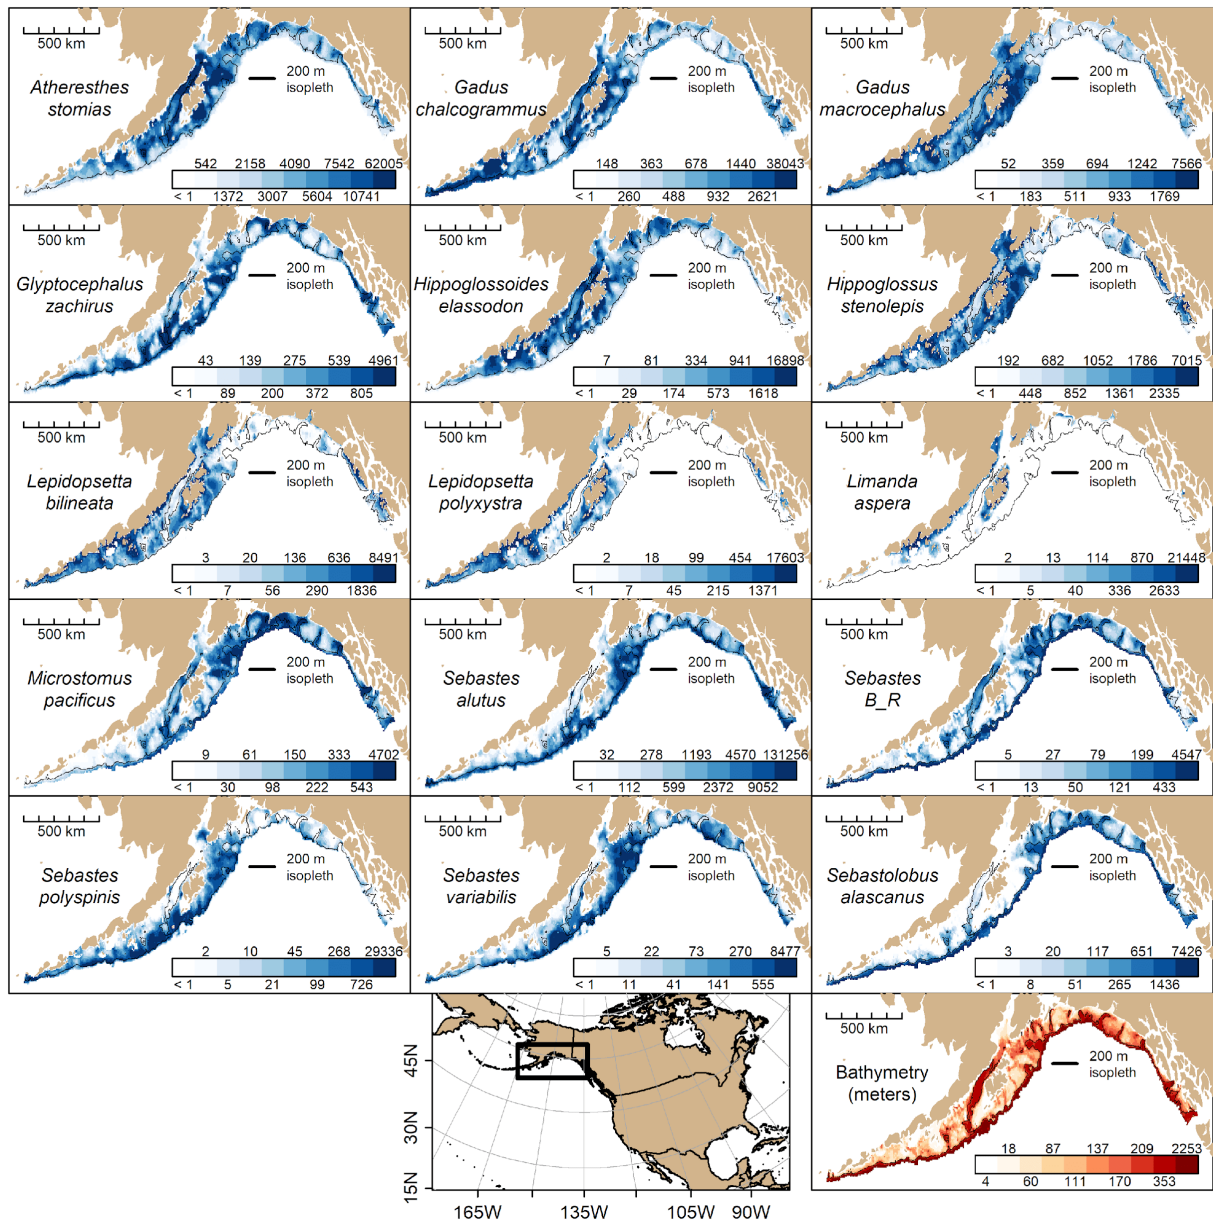 500 km
200 m
isopleth
Atheresthes
stomias
542 2158 4090 7542 62005
< 1 1372 3007 5604 10741
500 km
200 m
isopleth
Gadus
chalcogrammus
148 363 678 1440 38043
< 1 260 488 932 2621
500 km
200 m
isopleth
Gadus
macrocephalus
52 359 694 1242 7566
< 1 183 511 933 1769
500 km
200 m
isopleth
Glyptocephalus
zachirus
43 139 275 539 4961
< 1 89 200 372 805
500 km
200 m
isopleth
Hippoglossoides
elassodon
7 81 334 941 16898
< 1 29 174 573 1618
500 km
200 m
isopleth
Hippoglossus
stenolepis
192 682 1052 1786 7015
< 1 448 852 1361 2335
500 km
200 m
isopleth
Lepidopsetta
bilineata
3 20 136 636 8491
< 1 7 56 290 1836
500 km
200 m
isopleth
Lepidopsetta
polyxystra
2 18 99 454 17603
< 1 7 45 215 1371
500 km
200 m
isopleth
Limanda
aspera
2 13 114 870 21448
< 1 5 40 336 2633
500 km
200 m
isopleth
Microstomus
pacificus
9 61 150 333 4702
< 1 30 98 222 543
500 km
200 m
isopleth
Sebastes
alutus
32 278 1193 4570 131256
< 1 112 599 2372 9052
500 km
200 m
isopleth
Sebastes
B_R
5 27 79 199 4547
< 1 13 50 121 433
500 km
200 m
isopleth
Sebastes
polyspinis
2 10 45 268 29336
< 1 5 21 99 726
500 km
200 m
isopleth
Sebastes
variabilis
5 22 73 270 8477
< 1 11 41 141 555
500 km
200 m
isopleth
Sebastolobus
alascanus
3 20 117 651 7426
< 1 8 51 265 1436
45N
30N
15N
165W 135W 105W 90W
500 km
200 m
isopleth
Bathymetry
(meters)
18 87 137 209 2253
4 60 111 170 353